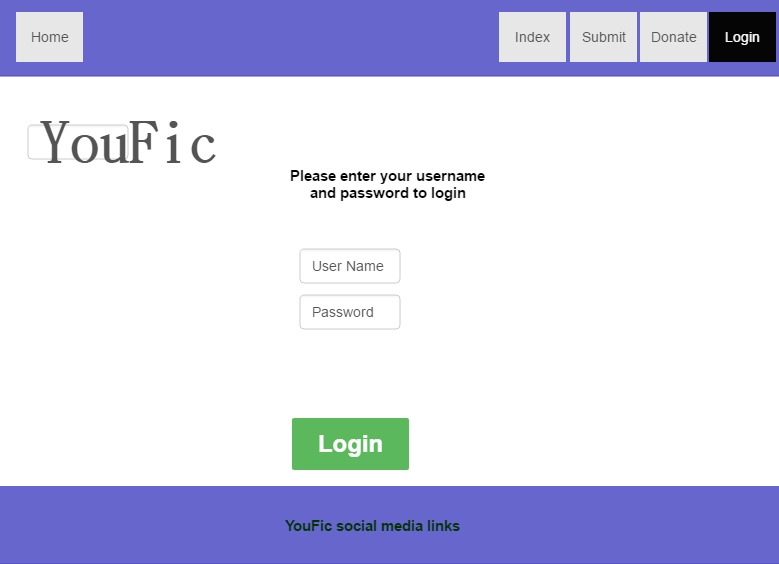 Home
Index
Submit
Donate
Login
YouFic
Please enter your username
and password to login
User Name
Password
Login
YouFic social media links